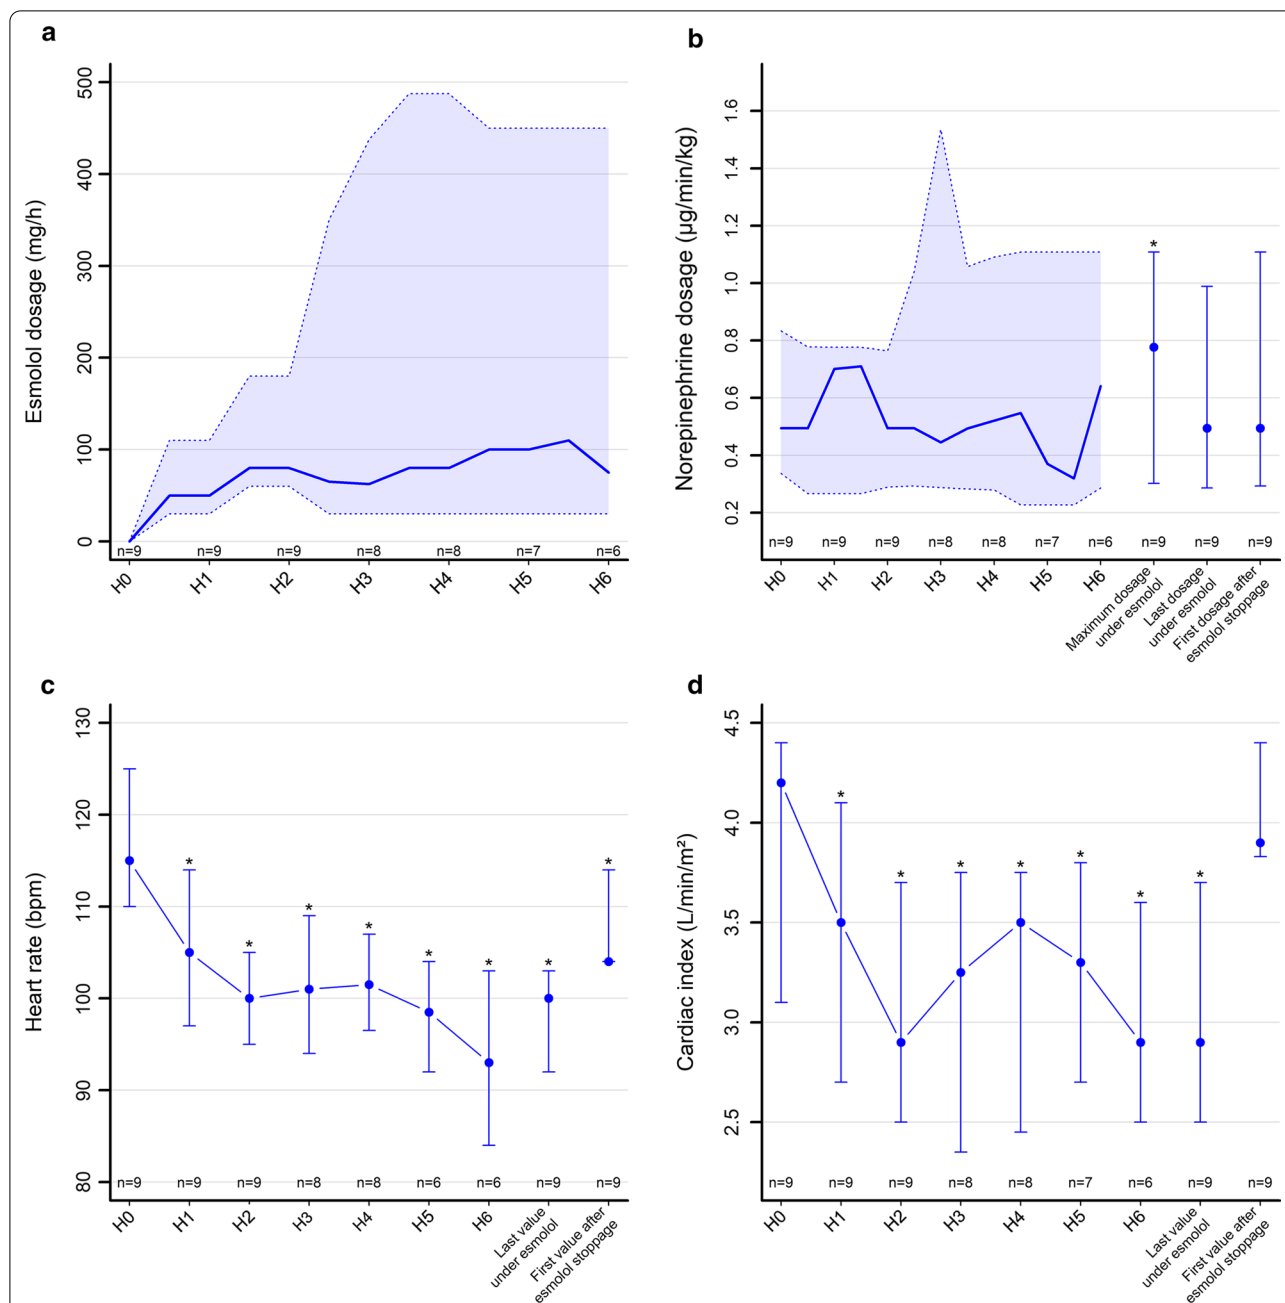 a
Esmolol dosage (mg/h)
500
400
300
200
100
0
n=9 n=9 n=9 n=8 n=8 n=7 n=6
H0 H1 H2 H3 H4 H5 H6
b
Norepinephrine dosage (µg/min/kg)
1.6
1.4
1.2
1.0
0.8
0.6
0.4
0.2
*
n=9 n=9 n=9 n=8 n=8 n=7 n=6 n=9 n=9 n=9
H0 H1 H2 H3 H4 H5 H6
Maximum dosage
under esmolol
Last dosage
under esmolol
First dosage after
esmolol stoppage
c
Heart rate (bpm)
130
120
110
100
90
80
* * * * * * * *
n=9 n=9 n=9 n=8 n=8 n=6 n=6 n=9 n=9
H0 H1 H2 H3 H4 H5 H6
Last value
under esmolol
First value after
esmolol stoppage
d
Cardiac index (L/min/m²)
4.5
4.0
3.5
3.0
2.5
* * * * * * *
n=9 n=9 n=9 n=8 n=8 n=7 n=6 n=9 n=9
H0 H1 H2 H3 H4 H5 H6
Last value
under esmolol
First value after
esmolol stoppage